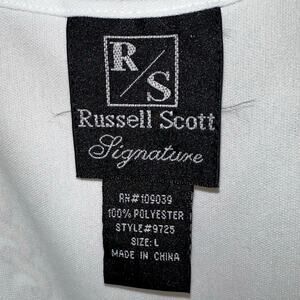 R/S
Russell Scott
Signature
RN#109039
100% POLYESTER
STYLE#9725
SIZE: L
MADE IN CHINA